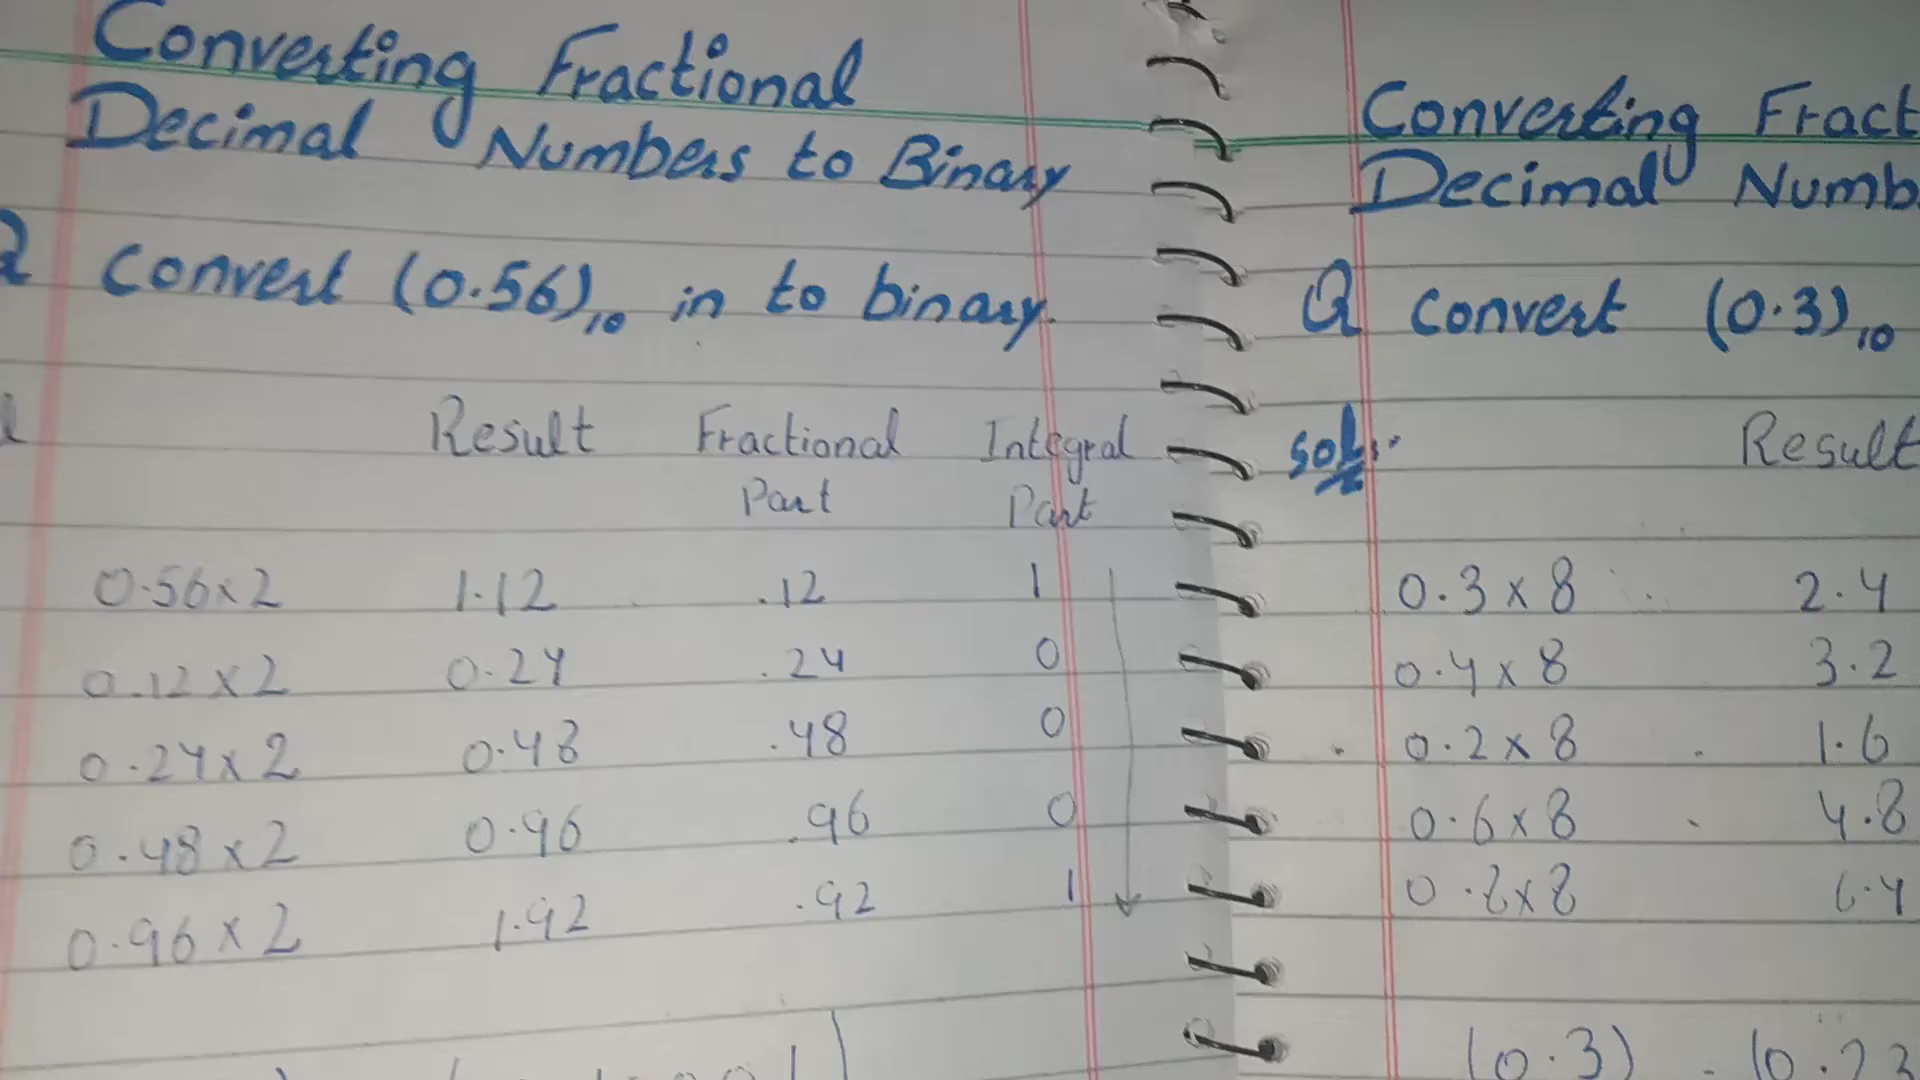 Converting Fractional
Decimal Numbers to Binary
Q Convert (0.56)₁₀ in to binary.
Result Fractional Part Integral Part
0.56x2 1.12 .12 1
0.12x2 0.24 .24 0
0.24x2 0.48 .48 0
0.48x2 0.96 .96 0
0.96x2 1.92 .92 1
Converting Fract
Decimal Numb
Q Convert (0.3)₁₀
Sol:
Result
0.3x8 2.4
0.4x8 3.2
0.2x8 1.6
0.6x8 4.8
0.8x8 6.4
(0.3)